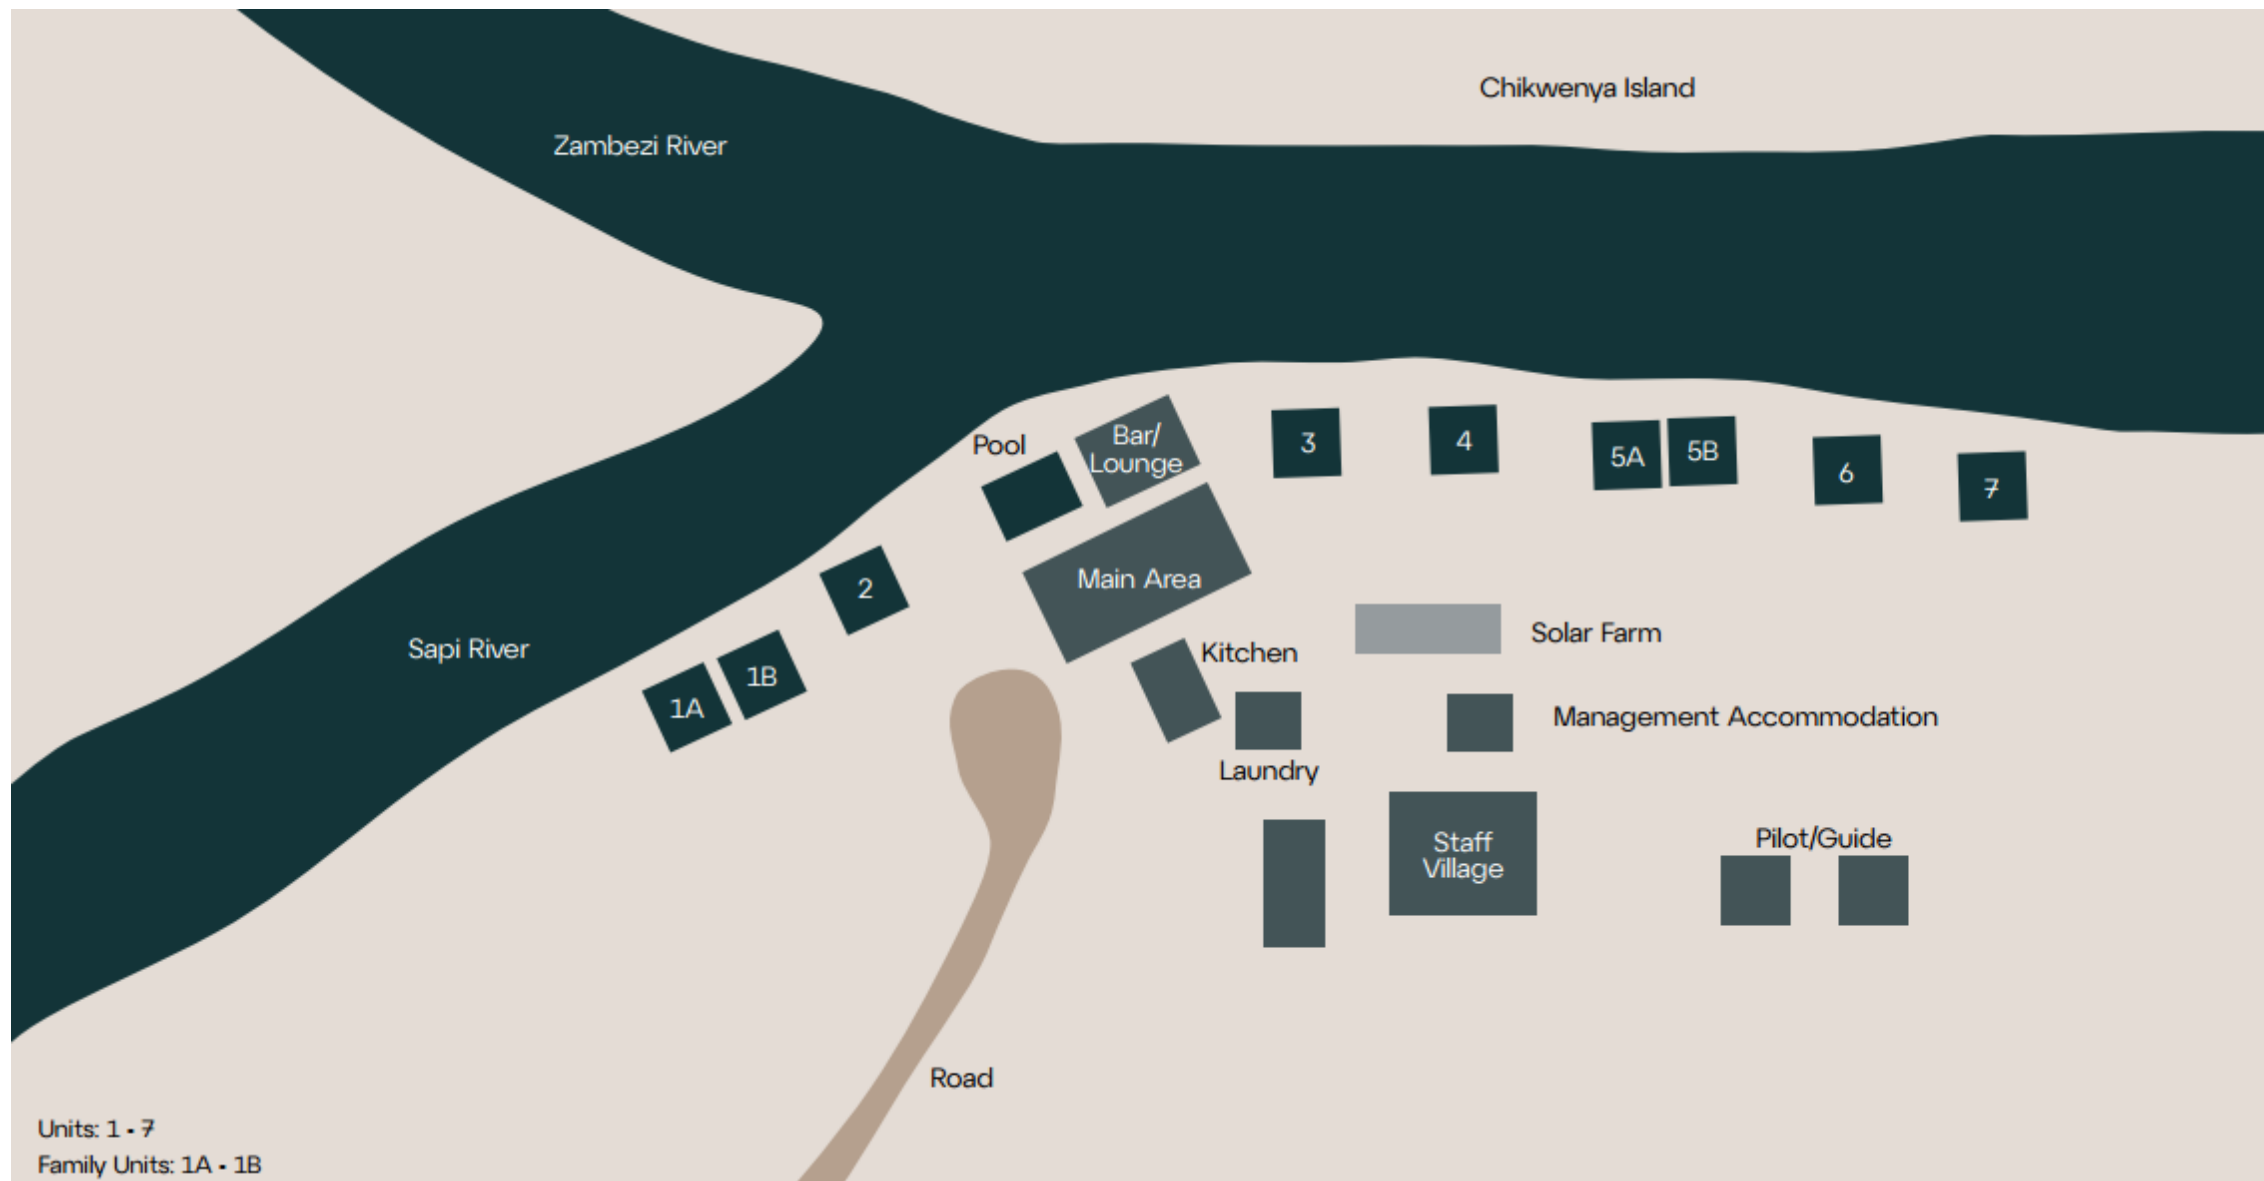 Chikwenya Island
Zambezi River
Pool
Bar/
Lounge
3
4
5A
5B
6
7
Main Area
2
Sapi River
1A
1B
Kitchen
Solar Farm
Laundry
Management Accommodation
Staff
Village
Pilot/Guide
Road
Units: 1 - 7
Family Units: 1A - 1B